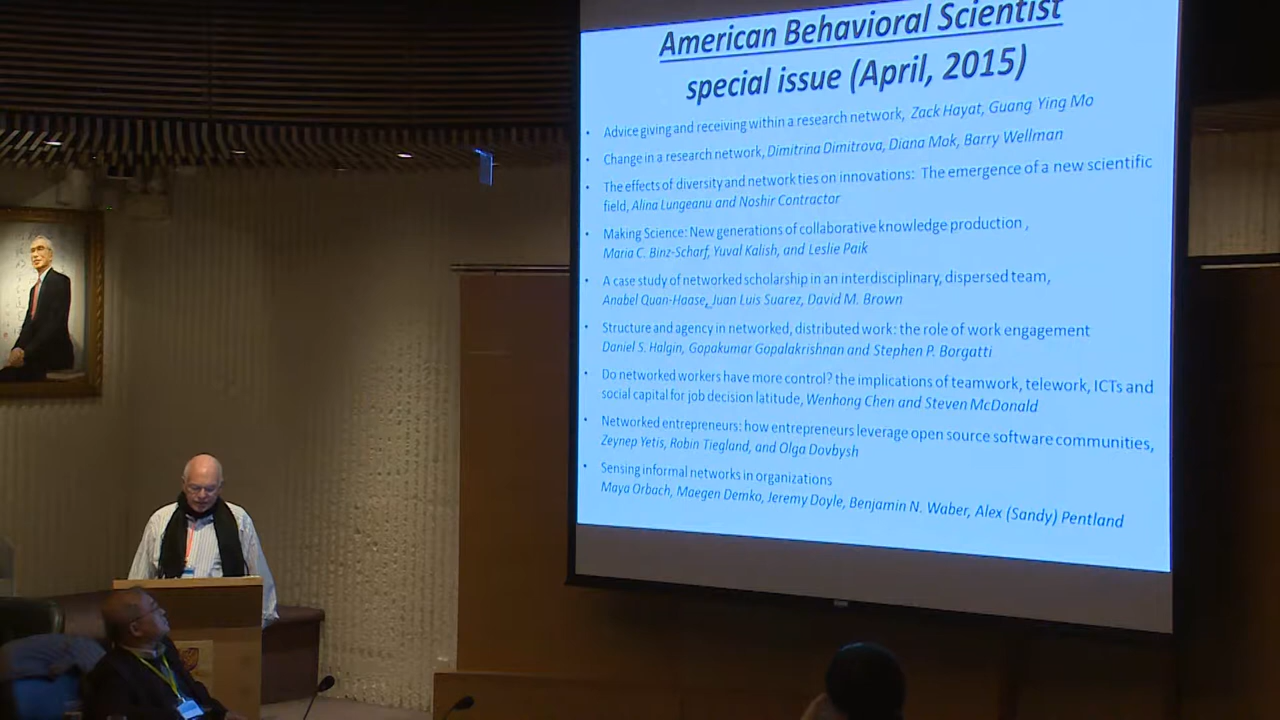 American Behavioral Scientist
special issue (April, 2015)
• Advice giving and receiving within a research network, Zack Hayat, Guang Ying Mo
• Change in a research network, Dimitrina Dimitrova, Diana Mok, Barry Wellman
• The effects of diversity and network ties on innovations: The emergence of a new scientific
field, Alina Lungeanu and Noshir Contractor
• Making Science: New generations of collaborative knowledge production ,
Maria C. Binz-Scharf, Yuval Kalish, and Leslie Paik
• A case study of networked scholarship in an interdisciplinary, dispersed team,
Anabel Quan-Haase, Juan Luis Suarez, David M. Brown
• Structure and agency in networked, distributed work: the role of work engagement
Daniel S. Halgin, Gopakumar Gopalakrishnan and Stephen P. Borgatti
• Do networked workers have more control? the implications of teamwork, telework, ICTs and
social capital for job decision latitude, Wenhong Chen and Steven McDonald
• Networked entrepreneurs: how entrepreneurs leverage open source software communities,
Zeynep Yetis, Robin Tiegland, and Olga Dovbysh
• Sensing informal networks in organizations
Maya Orbach, Maegen Demko, Jeremy Doyle, Benjamin N. Waber, Alex (Sandy) Pentland